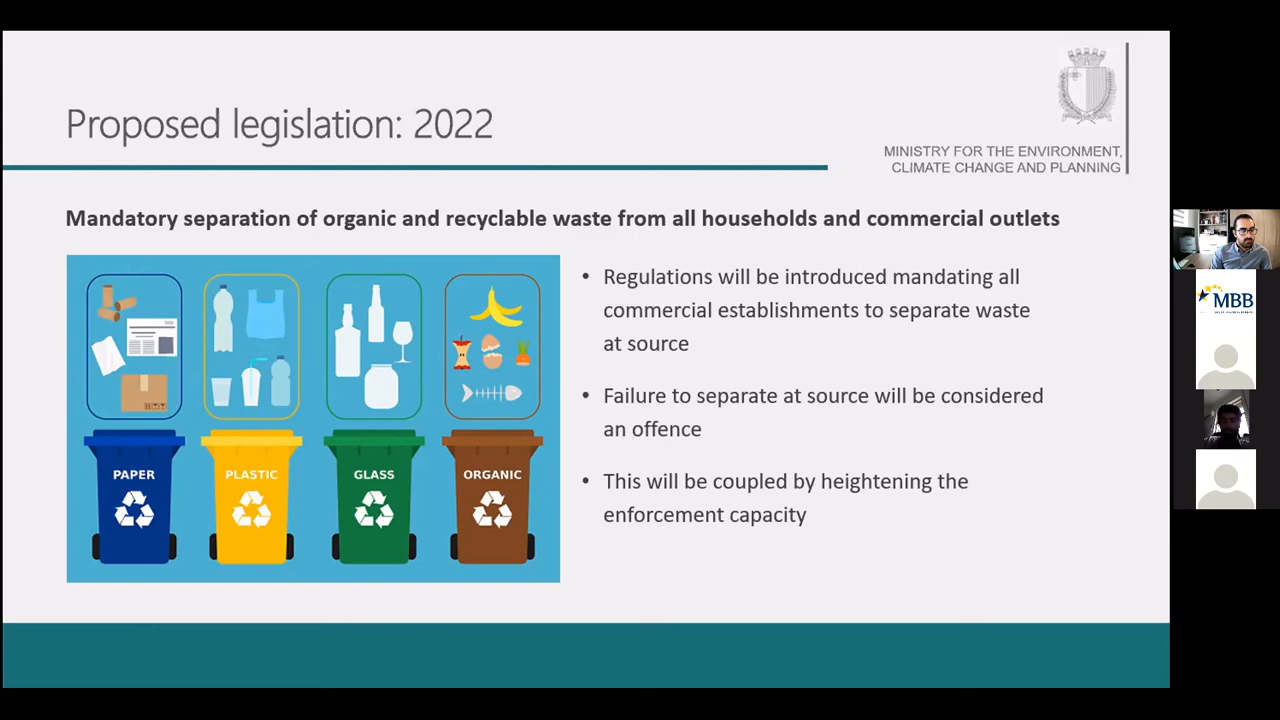 Proposed legislation: 2022
MINISTRY FOR THE ENVIRONMENT,
CLIMATE CHANGE AND PLANNING
Mandatory separation of organic and recyclable waste from all households and commercial outlets
• Regulations will be introduced mandating all
commercial establishments to separate waste
at source
• Failure to separate at source will be considered
an offence
• This will be coupled by heightening the
enforcement capacity
PAPER
PLASTIC
GLASS
ORGANIC
MBB